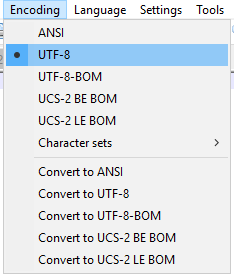 Encoding Language Settings Tools
ANSI
UTF-8
UTF-8-BOM
UCS-2 BE BOM
UCS-2 LE BOM
Character sets
Convert to ANSI
Convert to UTF-8
Convert to UTF-8-BOM
Convert to UCS-2 BE BOM
Convert to UCS-2 LE BOM